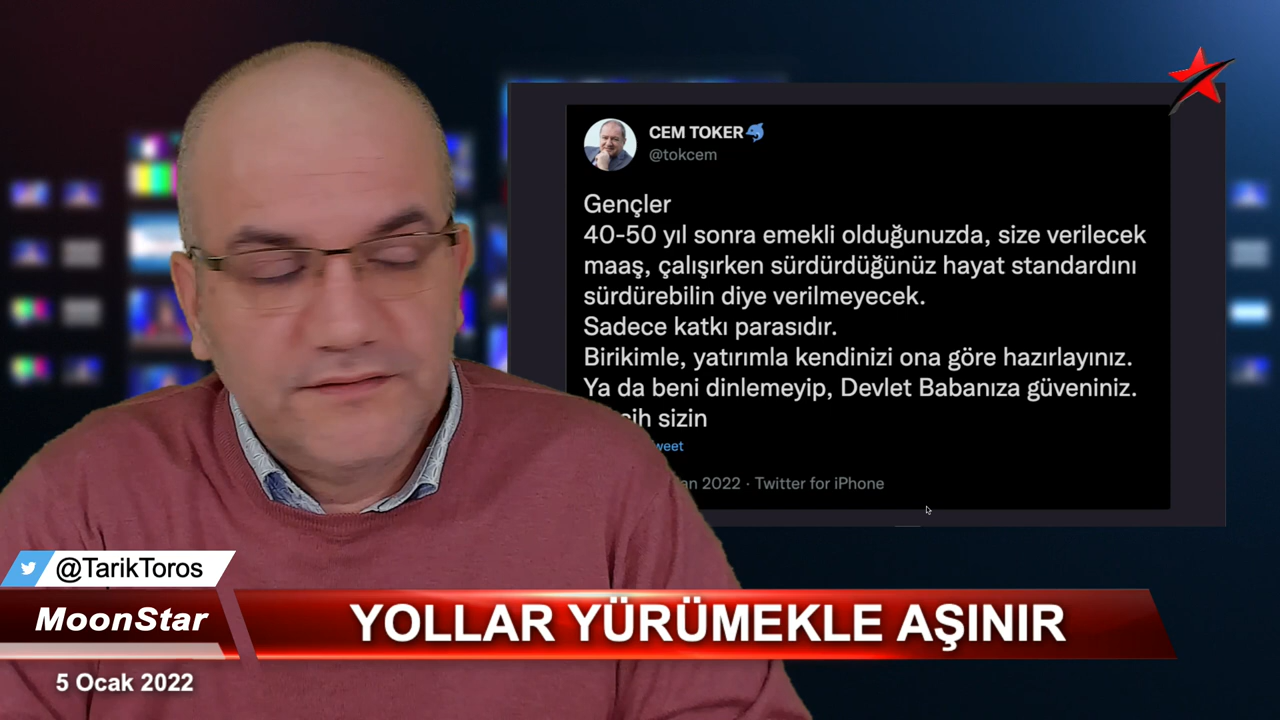 CEM TOKER
@tokcem
Gençler
40-50 yıl sonra emekli olduğunuzda, size verilecek
maaş, çalışırken sürdürdüğünüz hayat standardını
sürdürebilin diye verilmeyecek.
Sadece katkı parasıdır.
Birikimle, yatırımla kendinizi ona göre hazırlayınız.
Ya da beni dinlemeyip, Devlet Babanıza güveniniz.
sizin
2022 · Twitter for iPhone
@TarikToros
MoonStar
YOLLAR YÜRÜMEKLE AŞINIR
5 Ocak 2022